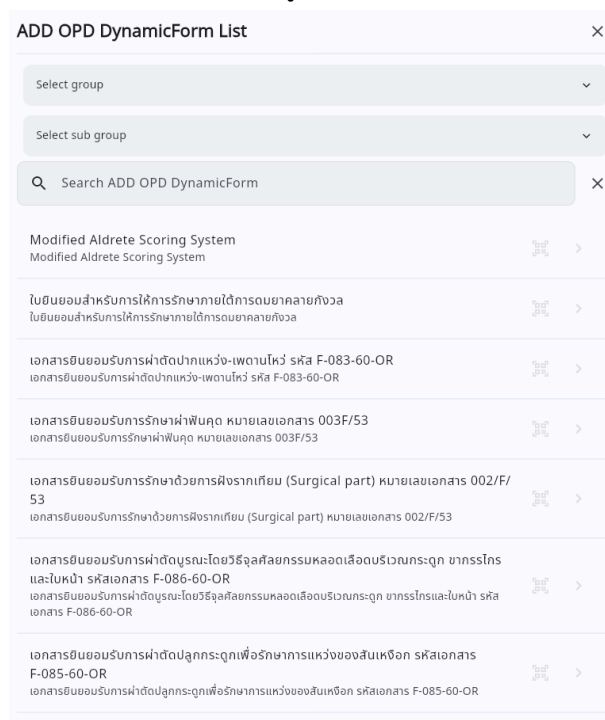 ADD OPD DynamicForm List
Select group
Select sub group
Search ADD OPD DynamicForm
Modified Aldrete Scoring System
Modified Aldrete Scoring System
ใบยินยอมสำหรับการให้การรักษาภายใต้การดมยาคลายกังวล
ใบยินยอมสำหรับการให้การรักษาภายใต้การดมยาคลายกังวล
เอกสารยินยอมรับการผ่าตัดปากแหว่ง-เพดานโหว่ รหัส F-083-60-OR
เอกสารยินยอมรับการผ่าตัดปากแหว่ง-เพดานโหว่ รหัส F-083-60-OR
เอกสารยินยอมรับการรักษาผ่าฟันคุด หมายเลขเอกสาร 003F/53
เอกสารยินยอมรับการรักษาผ่าฟันคุด หมายเลขเอกสาร 003F/53
เอกสารยินยอมรับการรักษาด้วยการฝังรากเทียม (Surgical part) หมายเลขเอกสาร 002/F/
53
เอกสารยินยอมรับการรักษาด้วยการฝังรากเทียม (Surgical part) หมายเลขเอกสาร 002/F/53
เอกสารยินยอมรับการผ่าตัดบูรณะโดยวิธีจุลศัลยกรรมหลอดเลือดบริเวณกระดูก ขากรรไกร
และใบหน้า รหัสเอกสาร F-086-60-OR
เอกสารยินยอมรับการผ่าตัดบูรณะโดยวิธีจุลศัลยกรรมหลอดเลือดบริเวณกระดูก ขากรรไกรและใบหน้า รหัส
เอกสาร F-086-60-OR
เอกสารยินยอมรับการผ่าตัดปลูกกระดูกเพื่อรักษาการแหว่งของสันเหงือก รหัสเอกสาร
F-085-60-OR
เอกสารยินยอมรับการผ่าตัดปลูกกระดูกเพื่อรักษาการแหว่งของสันเหงือก รหัสเอกสาร F-085-60-OR